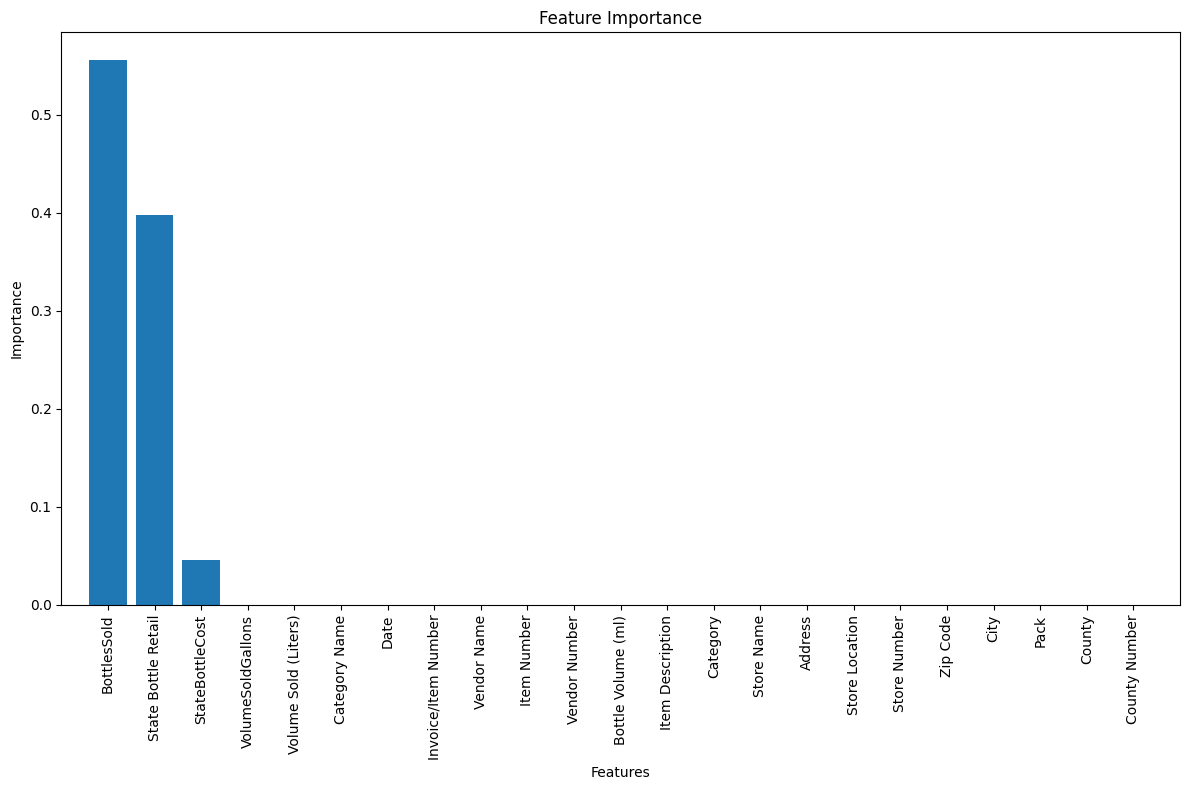 Feature Importance
Importance
0.5
0.4
0.3
0.2
0.1
0.0
BottlesSold
State Bottle Retail
StateBottleCost
VolumeSoldGallons
Volume Sold (Liters)
Category Name
Date
Invoice/Item Number
Vendor Name
Item Number
Vendor Number
Bottle Volume (ml)
Item Description
Category
Store Name
Address
Store Location
Store Number
Zip Code
City
Pack
County
County Number
Features